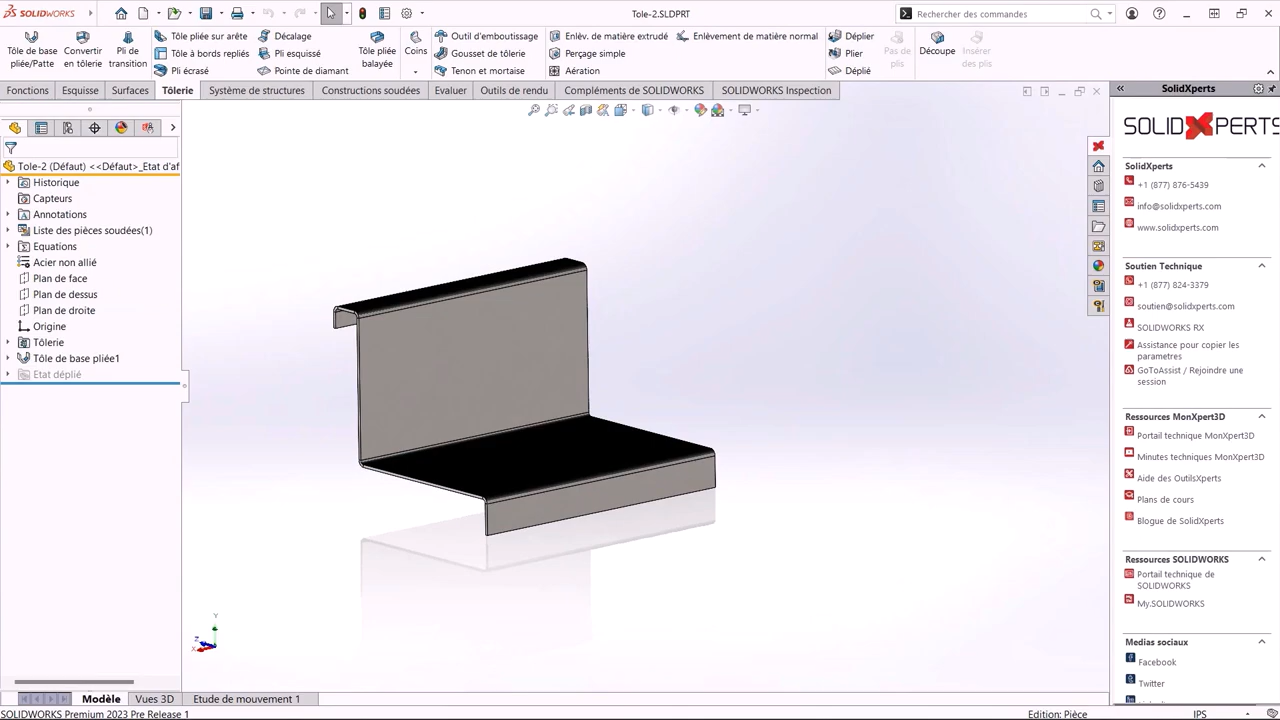 SOLIDWORKS
Tole-2.SLDPRT
Rechercher des commandes
Tôle de base pliée/Patte
Convertir en tôlerie
Pli de transition
Tôle pliée sur arête
Tôle à bords repliés
Pli écrasé
Décalage
Pli esquissé
Pointe de diamant
Tôle pliée balayée
Coins
Outil d'emboutissage
Gousset de tôlerie
Tenon et mortaise
Enlèv. de matière extrudé
Perçage simple
Aération
Enlèvement de matière normal
Déplier
Plier
Déplié
Pas de plis
Découpe
Insérer des plis
Fonctions
Esquisse
Surfaces
Tôlerie
Système de structures
Constructions soudées
Evaluer
Outils de rendu
Compléments de SOLIDWORKS
SOLIDWORKS Inspection
Tole-2 (Défaut) <<Défaut>_Etat d'af
Historique
Capteurs
Annotations
Liste des pièces soudées(1)
Equations
Acier non allié
Plan de face
Plan de dessus
Plan de droite
Origine
Tôlerie
Tôle de base pliée1
Etat déplié
Y
Z
X
SolidXperts
SOLIDXPERTS
SolidXperts
+1 (877) 876-5439
info@solidxperts.com
www.solidxperts.com
Soutien Technique
+1 (877) 824-3379
soutien@solidxperts.com
SOLIDWORKS RX
Assistance pour copier les
parametres
GoToAssist / Rejoindre une
session
Ressources MonXpert3D
Portail technique MonXpert3D
Minutes techniques MonXpert3D
Aide des OutilsXperts
Plans de cours
Blogue de SolidXperts
Ressources SOLIDWORKS
Portail technique de
SOLIDWORKS
My.SOLIDWORKS
Medias sociaux
Facebook
Twitter
Modèle
Vues 3D
Etude de mouvement 1
SOLIDWORKS Premium 2023 Pre Release 1
Edition: Pièce
IPS